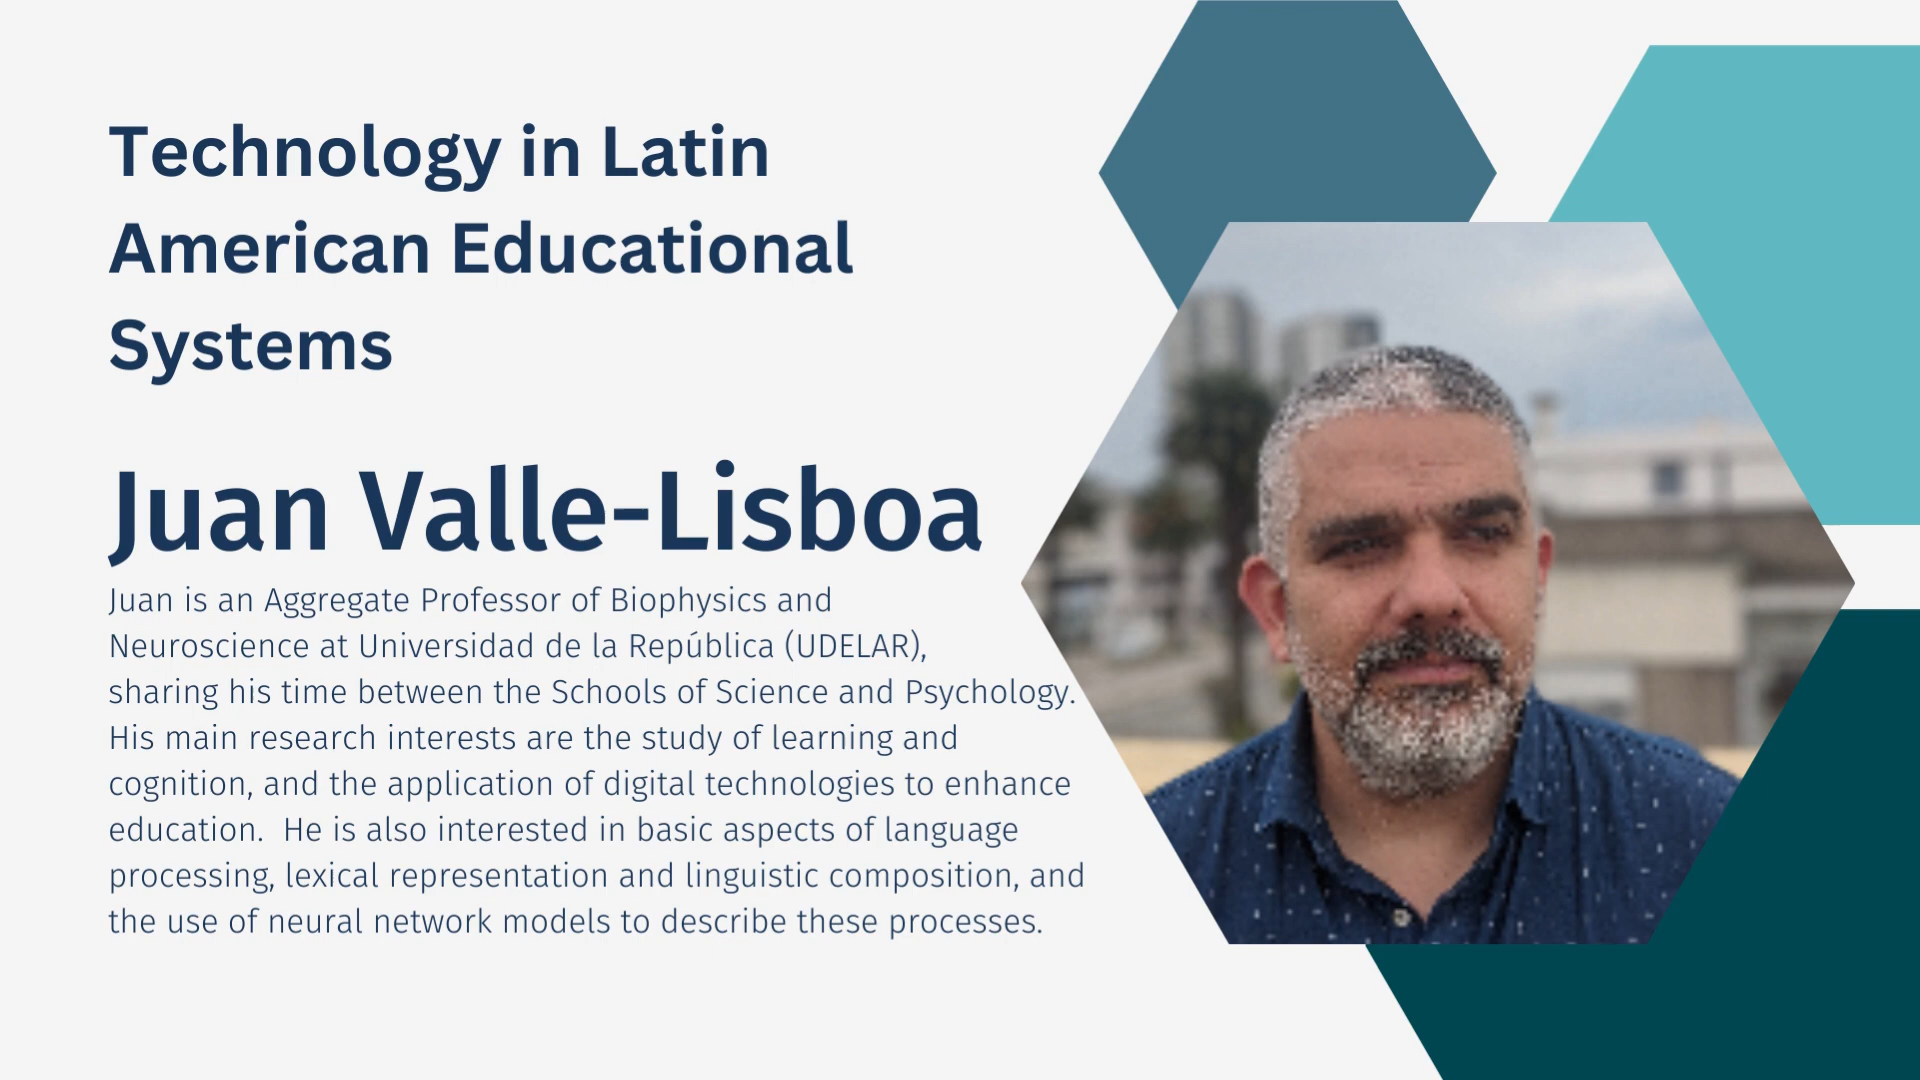 Technology in Latin
American Educational
Systems
Juan Valle-Lisboa
Juan is an Aggregate Professor of Biophysics and
Neuroscience at Universidad de la República (UDELAR),
sharing his time between the Schools of Science and Psychology.
His main research interests are the study of learning and
cognition, and the application of digital technologies to enhance
education.  He is also interested in basic aspects of language
processing, lexical representation and linguistic composition, and
the use of neural network models to describe these processes.